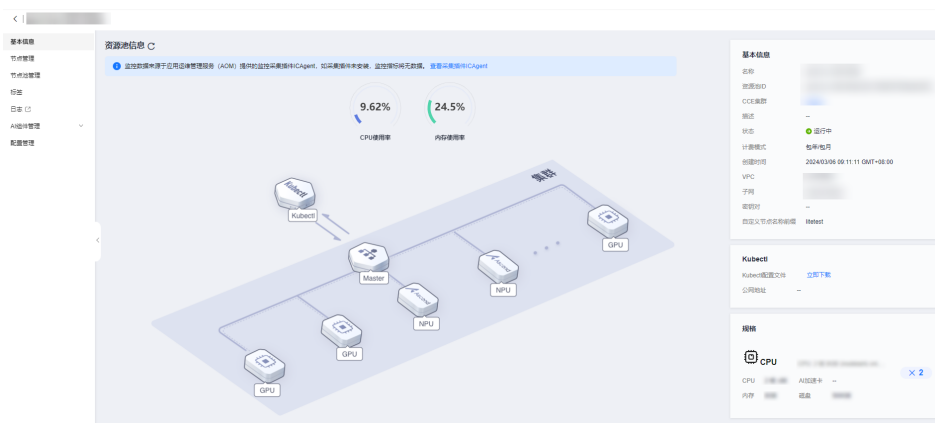 基本信息
节点管理
节点池管理
标签
日志
AI组件管理
配置管理
资源池信息
监控数据来源于应用运维管理服务（AOM）提供的监控采集插件ICAgent，如采集插件未安装，监控指标将无数据。 查看采集插件ICAgent
9.62%
CPU使用率
24.5%
内存使用率
集群
Kubectl
Kubectl
Master
Ascend
NPU
Ascend
NPU
GPU
GPU
GPU
基本信息
名称
资源池ID
CCE集群
描述 --
状态 运行中
计费模式 包年/包月
创建时间 2024/03/06 09:11:11 GMT+08:00
VPC
子网
密钥对 --
自定义节点名称前缀 litetest
Kubectl
Kubectl配置文件 立即下载
公网地址 --
规格
CPU
× 2
CPU AI加速卡 --
内存 磁盘